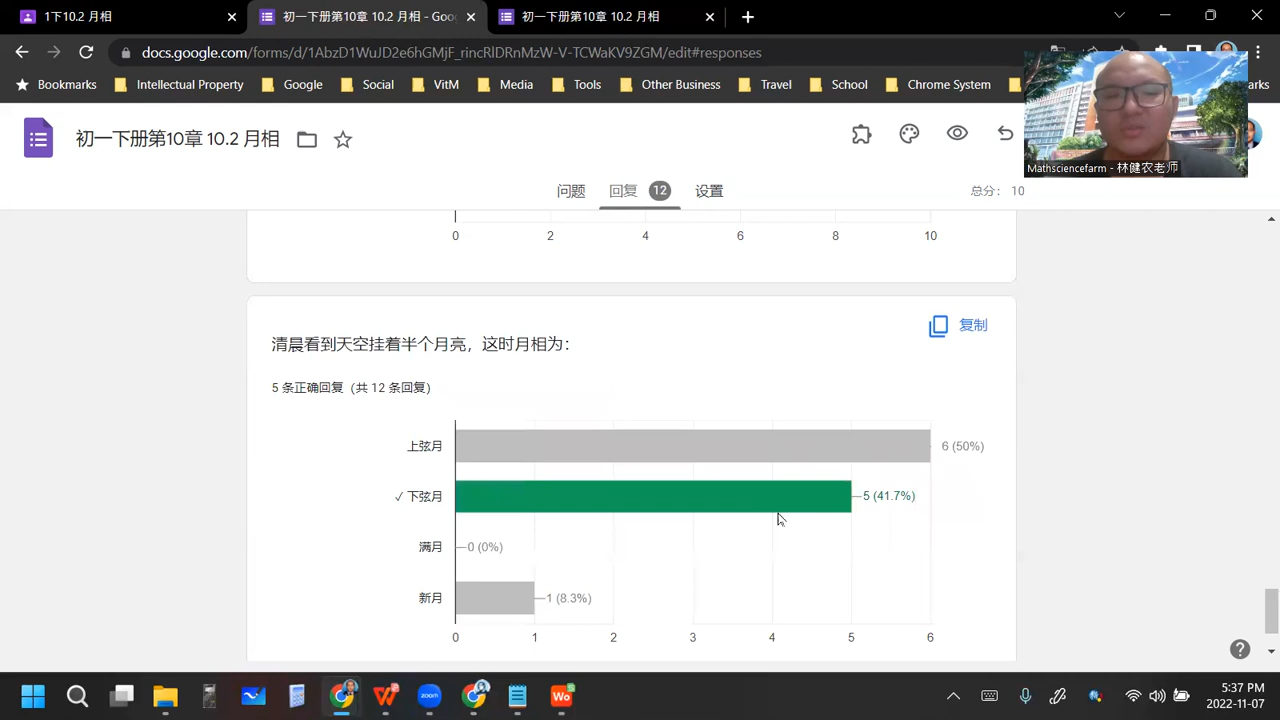 1下10.2 月相
初一下册第10章 10.2 月相 - Goo
初一下册第10章 10.2 月相
docs.google.com/forms/d/1AbzD1WuJD2e6hGMjF_rincRlDRnMzW-V-TCWaKV9ZGM/edit#responses
Bookmarks
Intellectual Property
Google
Social
VitM
Media
Tools
Other Business
Travel
School
Chrome System
Mathsciencefarm - 林健农老师
初一下册第10章 10.2 月相
问题
回复 12
设置
总分： 10
0 2 4 6 8 10
复制
清晨看到天空挂着半个月亮，这时月相为：
5 条正确回复（共 12 条回复）
上弦月 6 (50%)
✓ 下弦月 5 (41.7%)
满月 0 (0%)
新月 1 (8.3%)
0 1 2 3 4 5 6
5:37 PM
2022-11-07